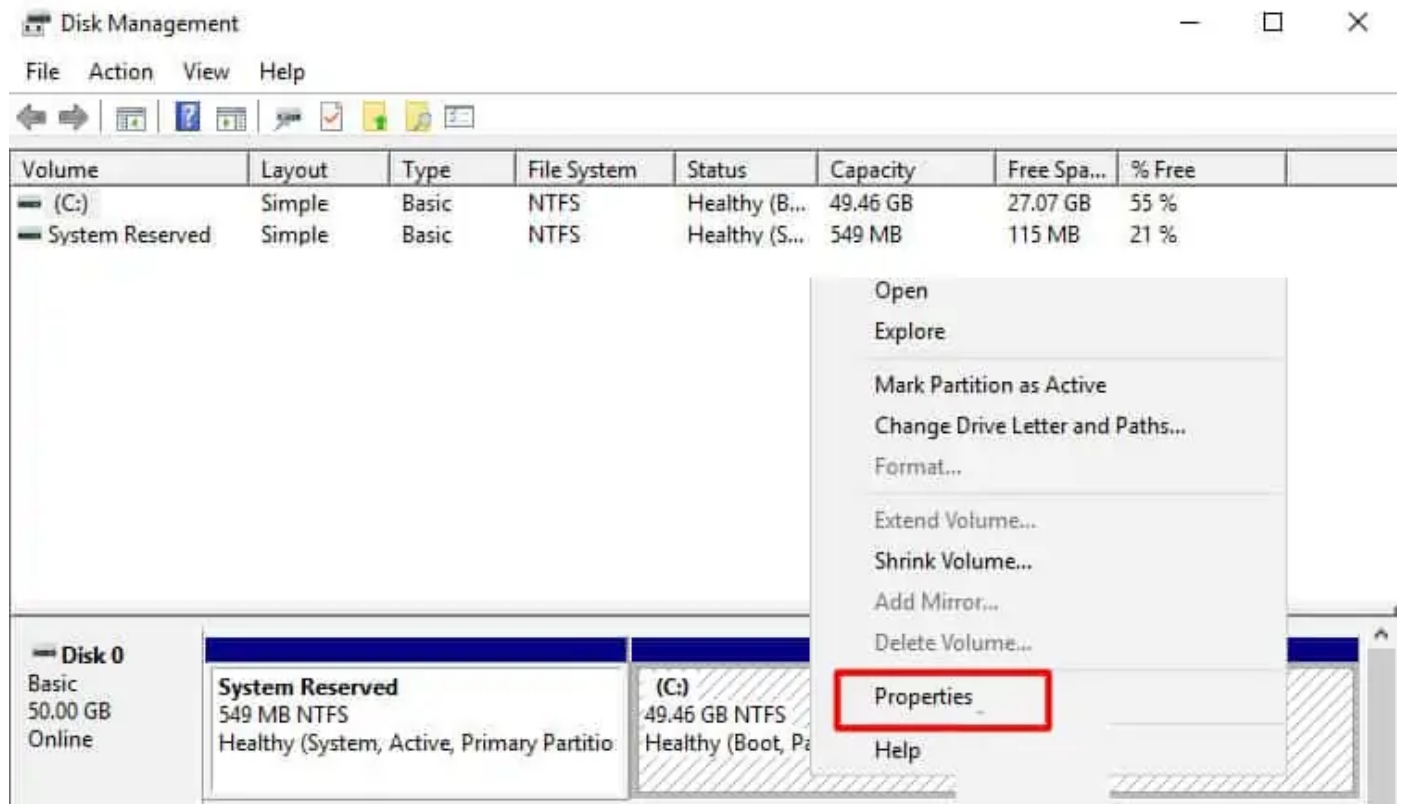 Disk Management
File Action View Help
Volume Layout Type File System Status Capacity Free Spa... % Free
(C:) Simple Basic NTFS Healthy (B... 49.46 GB 27.07 GB 55 %
System Reserved Simple Basic NTFS Healthy (S... 549 MB 115 MB 21 %
Open
Explore
Mark Partition as Active
Change Drive Letter and Paths...
Format...
Extend Volume...
Shrink Volume...
Add Mirror...
Delete Volume...
Properties
Help
Disk 0
Basic
50.00 GB
Online
System Reserved
549 MB NTFS
Healthy (System, Active, Primary Partitio
(C:)
49.46 GB NTFS
Healthy (Boot, Pa